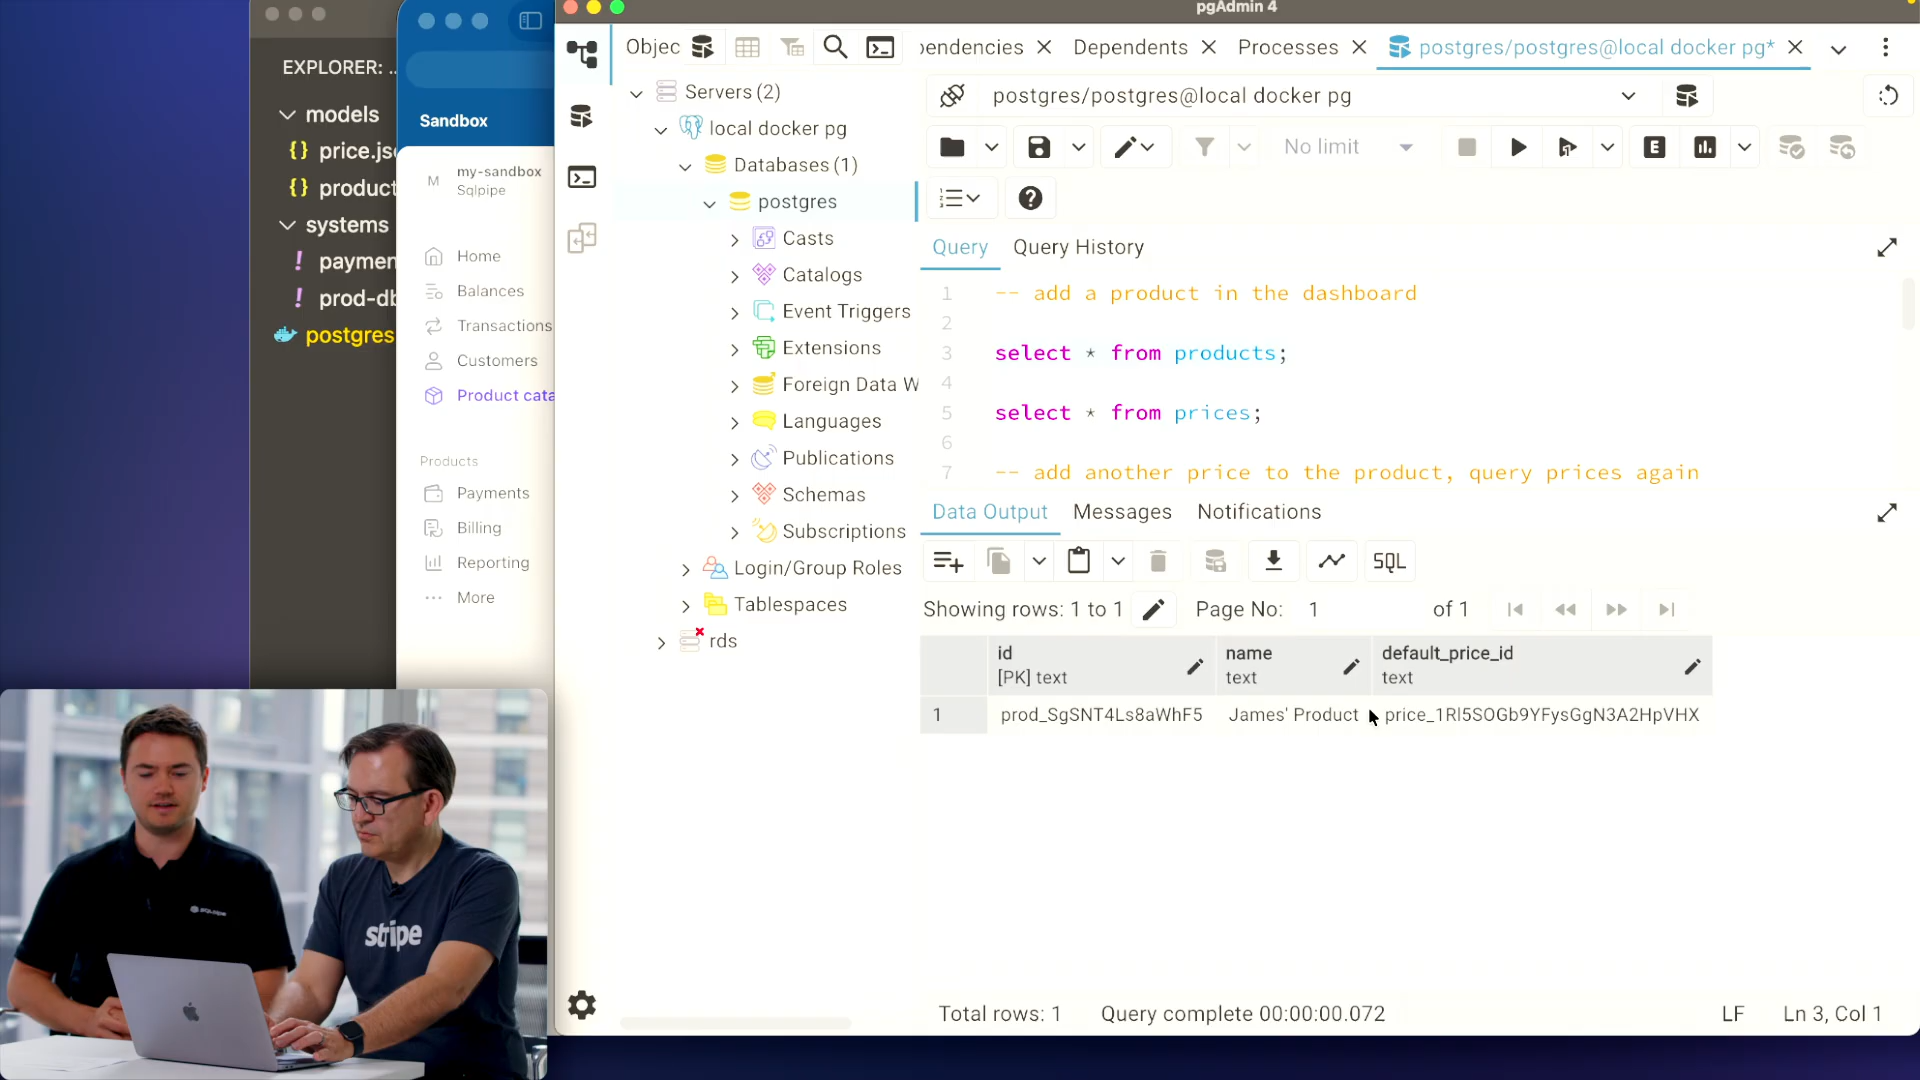 pgAdmin 4
EXPLORER: ..
models
price.js
product
systems
paymen
prod-db
postgres
Sandbox
M
my-sandbox
Sqlpipe
Home
Balances
Transactions
Customers
Product cata
Products
Payments
Billing
Reporting
More
Objec
Servers (2)
local docker pg
Databases (1)
postgres
Casts
Catalogs
Event Triggers
Extensions
Foreign Data W
Languages
Publications
Schemas
Subscriptions
Login/Group Roles
Tablespaces
rds
pendencies
Dependents
Processes
postgres/postgres@local docker pg*
postgres/postgres@local docker pg
No limit
E
Query
Query History
1 -- add a product in the dashboard
2
3 select * from products;
4
5 select * from prices;
6
7 -- add another price to the product, query prices again
Data Output
Messages
Notifications
SQL
Showing rows: 1 to 1
Page No: 1
of 1
id
[PK] text
name
text
default_price_id
text
1 prod_SgSNT4Ls8aWhF5 James' Product price_1Rl5SOGb9YFysGgN3A2HpVHX
Total rows: 1
Query complete 00:00:00.072
LF
Ln 3, Col 1
stripe